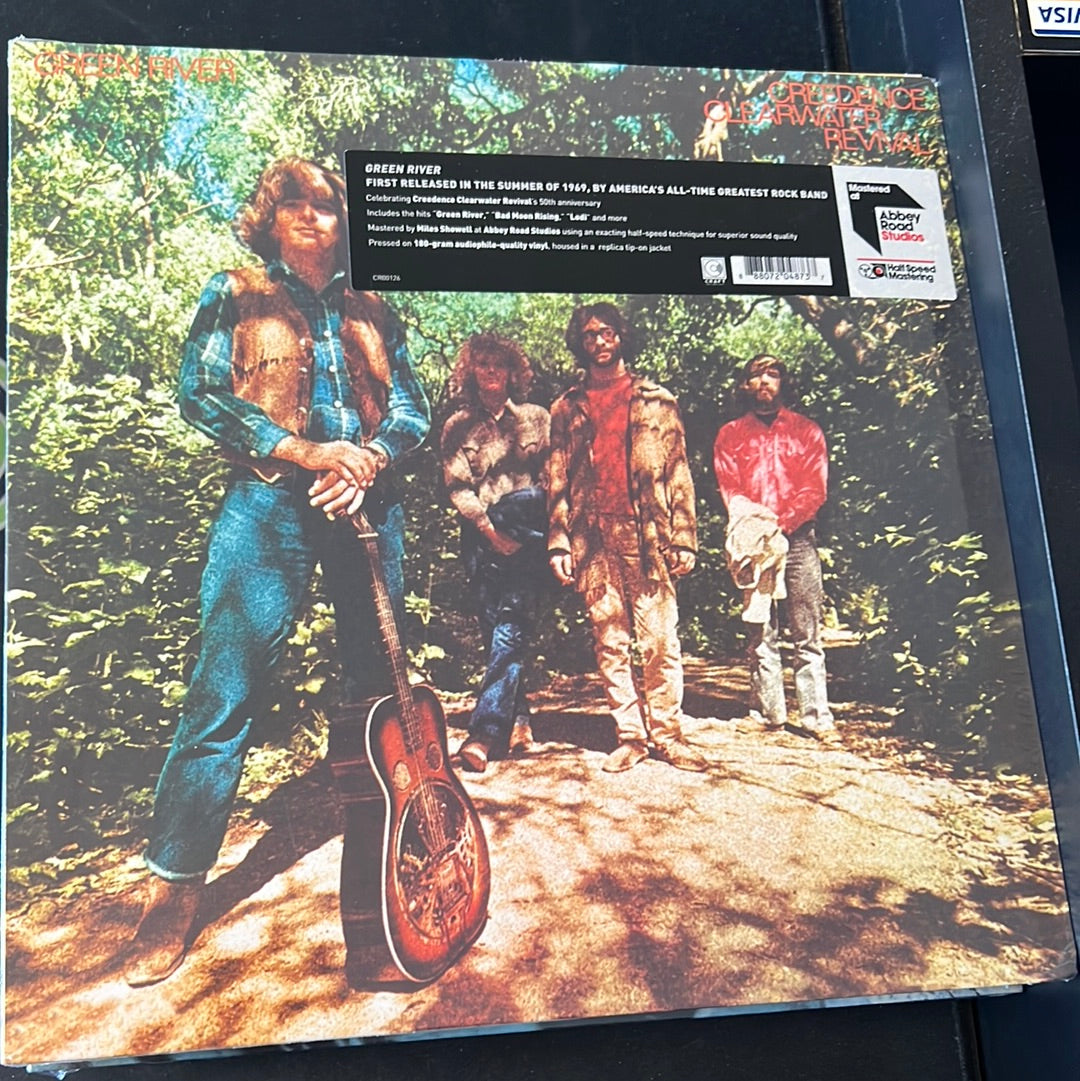 VISA
GREEN RIVER
CREEDENCE
CLEARWATER
REVIVAL
GREEN RIVER
FIRST RELEASED IN THE SUMMER OF 1969, BY AMERICA'S ALL-TIME GREATEST ROCK BAND
Celebrating Creedence Clearwater Revival's 50th anniversary
Includes the hits "Green River," "Bad Moon Rising," "Lodi" and more
Mastered by Miles Showell at Abbey Road Studios using an exacting half-speed technique for superior sound quality
Pressed on 180-gram audiophile-quality vinyl, housed in a replica tip-on jacket
CR00126
CRAFT
8 88072 04873 7
Mastered
at
Abbey
Road
Studios
Half Speed
Mastering